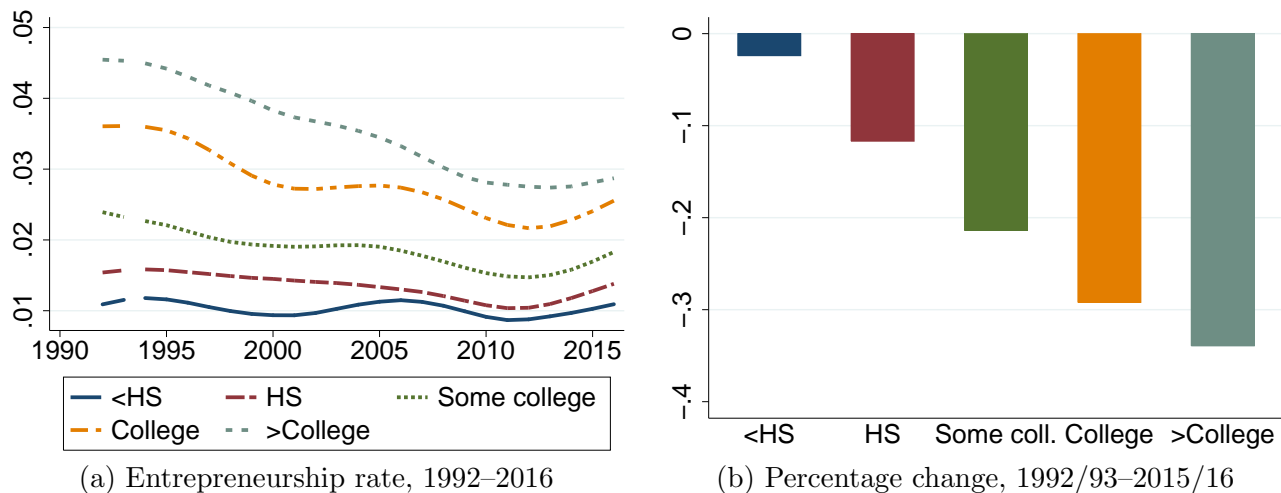 .05
.04
.03
.02
.01
1990 1995 2000 2005 2010 2015
<HS HS Some college
College >College
(a) Entrepreneurship rate, 1992–2016
0
-.1
-.2
-.3
-.4
<HS HS Some coll. College >College
(b) Percentage change, 1992/93–2015/16